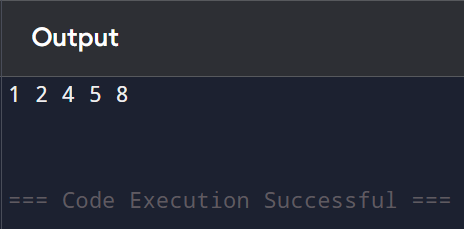 Output
1 2 4 5 8
=== Code Execution Successful ===